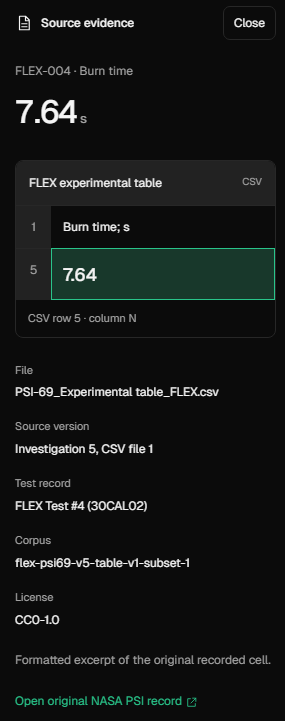 Source evidence
Close
FLEX-004 · Burn time
7.64 s
FLEX experimental table
CSV
1
Burn time; s
5
7.64
CSV row 5 · column N
File
PSI-69_Experimental table_FLEX.csv
Source version
Investigation 5, CSV file 1
Test record
FLEX Test #4 (30CAL02)
Corpus
flex-psi69-v5-table-v1-subset-1
License
CC0-1.0
Formatted excerpt of the original recorded cell.
Open original NASA PSI record